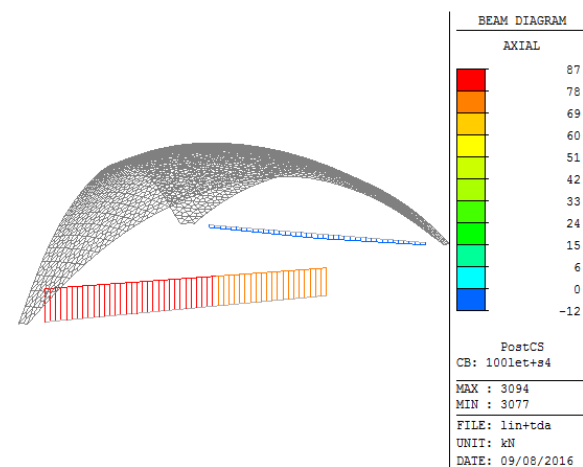 BEAM DIAGRAM
AXIAL
87
78
69
60
51
42
33
24
15
6
0
-12
PostCS
CB: 100let+s4
MAX : 3094
MIN : 3077
FILE: lin+tda
UNIT: kN
DATE: 09/08/2016